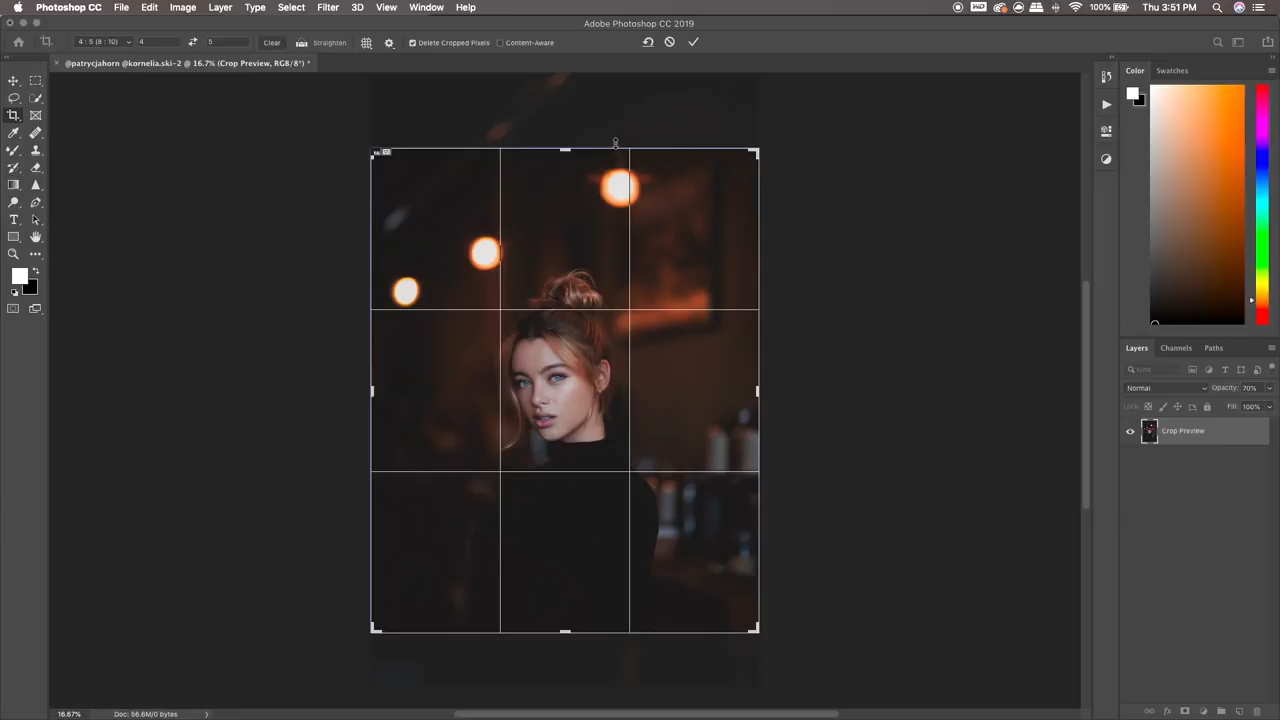 Photoshop CC File Edit Image Layer Type Select Filter 3D View Window Help 100% Thu 3:51 PM
Adobe Photoshop CC 2019
4 : 5 (8 : 10) 4 5 Clear Straighten Delete Cropped Pixels Content-Aware
@patrycjahorn @kornelia.ski-2 @ 16.7% (Crop Preview, RGB/8*) *
Color Swatches
Layers Channels Paths
Kind
Normal Opacity: 70%
Lock: Fill: 100%
Crop Preview
16.67% Doc: 56.6M/0 bytes